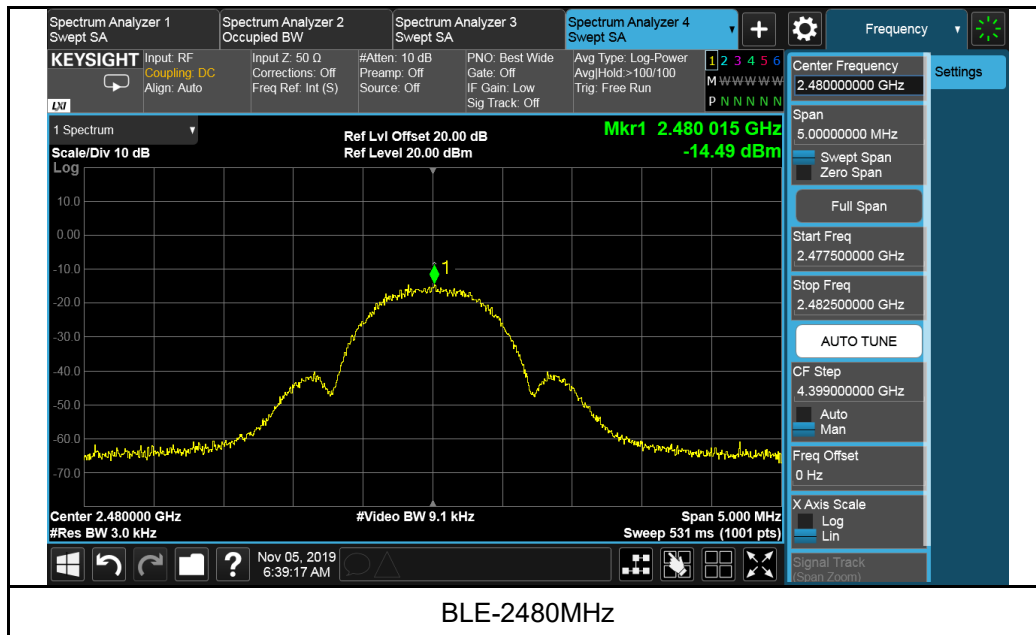 Spectrum Analyzer 1
Swept SA
Spectrum Analyzer 2
Occupied BW
Spectrum Analyzer 3
Swept SA
Spectrum Analyzer 4
Swept SA
+
Frequency
KEYSIGHT
LXI
Input: RF
Coupling: DC
Align: Auto
Input Z: 50 Ω
Corrections: Off
Freq Ref: Int (S)
#Atten: 10 dB
Preamp: Off
Source: Off
PNO: Best Wide
Gate: Off
IF Gain: Low
Sig Track: Off
Avg Type: Log-Power
Avg|Hold:>100/100
Trig: Free Run
1 2 3 4 5 6
M W W W W W
P N N N N N
1 Spectrum
Scale/Div 10 dB
Log
Ref Lvl Offset 20.00 dB
Ref Level 20.00 dBm
Mkr1 2.480 015 GHz
-14.49 dBm
10.0
0.00
-10.0
-20.0
-30.0
-40.0
-50.0
-60.0
-70.0
1
Center 2.480000 GHz
#Res BW 3.0 kHz
#Video BW 9.1 kHz
Span 5.000 MHz
Sweep 531 ms (1001 pts)
?
Nov 05, 2019
6:39:17 AM
Settings
Center Frequency
2.480000000 GHz
Span
5.00000000 MHz
Swept Span
Zero Span
Full Span
Start Freq
2.477500000 GHz
Stop Freq
2.482500000 GHz
AUTO TUNE
CF Step
4.399000000 GHz
Auto
Man
Freq Offset
0 Hz
X Axis Scale
Log
Lin
Signal Track
(Span Zoom)
BLE-2480MHz